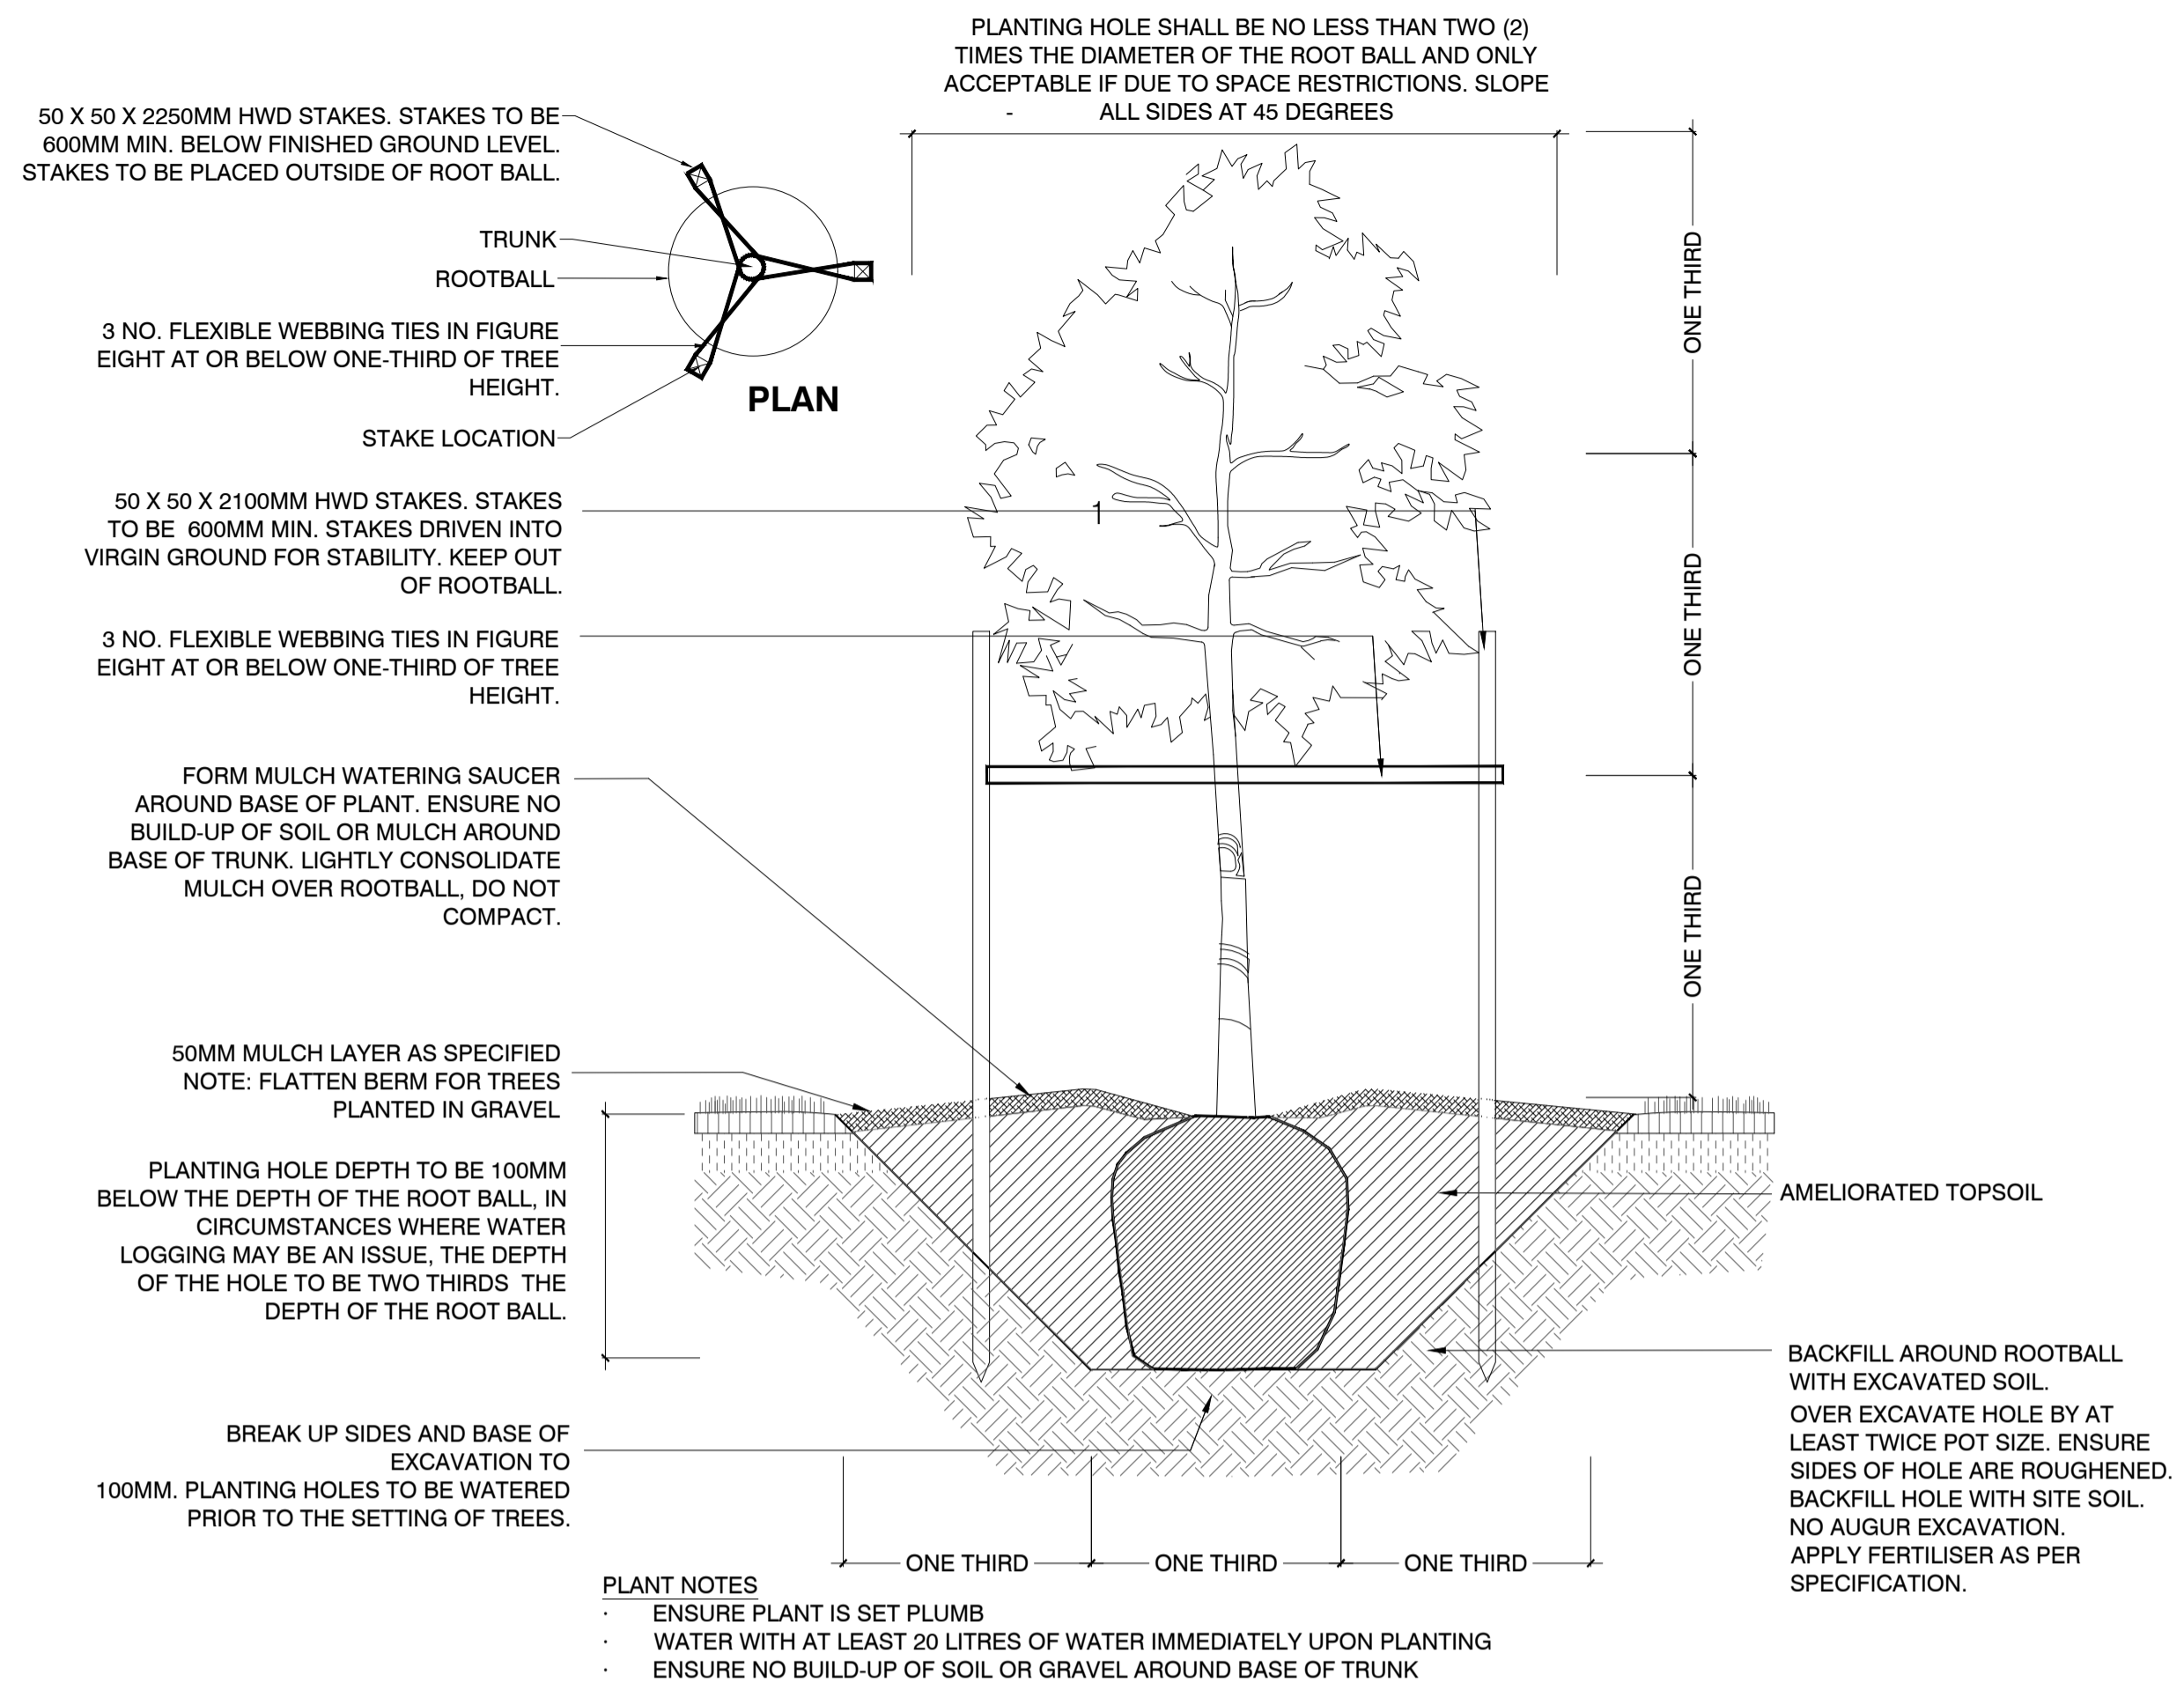 PLANTING HOLE SHALL BE NO LESS THAN TWO (2)
TIMES THE DIAMETER OF THE ROOT BALL AND ONLY
ACCEPTABLE IF DUE TO SPACE RESTRICTIONS. SLOPE
- ALL SIDES AT 45 DEGREES
50 X 50 X 2250MM HWD STAKES. STAKES TO BE
600MM MIN. BELOW FINISHED GROUND LEVEL.
STAKES TO BE PLACED OUTSIDE OF ROOT BALL.
TRUNK
ROOTBALL
3 NO. FLEXIBLE WEBBING TIES IN FIGURE
EIGHT AT OR BELOW ONE-THIRD OF TREE
HEIGHT.
PLAN
STAKE LOCATION
50 X 50 X 2100MM HWD STAKES. STAKES
TO BE 600MM MIN. STAKES DRIVEN INTO
VIRGIN GROUND FOR STABILITY. KEEP OUT
OF ROOTBALL.
1
3 NO. FLEXIBLE WEBBING TIES IN FIGURE
EIGHT AT OR BELOW ONE-THIRD OF TREE
HEIGHT.
FORM MULCH WATERING SAUCER
AROUND BASE OF PLANT. ENSURE NO
BUILD-UP OF SOIL OR MULCH AROUND
BASE OF TRUNK. LIGHTLY CONSOLIDATE
MULCH OVER ROOTBALL, DO NOT
COMPACT.
50MM MULCH LAYER AS SPECIFIED
NOTE: FLATTEN BERM FOR TREES
PLANTED IN GRAVEL
PLANTING HOLE DEPTH TO BE 100MM
BELOW THE DEPTH OF THE ROOT BALL, IN
CIRCUMSTANCES WHERE WATER
LOGGING MAY BE AN ISSUE, THE DEPTH
OF THE HOLE TO BE TWO THIRDS THE
DEPTH OF THE ROOT BALL.
BREAK UP SIDES AND BASE OF
EXCAVATION TO
100MM. PLANTING HOLES TO BE WATERED
PRIOR TO THE SETTING OF TREES.
ONE THIRD
ONE THIRD
ONE THIRD
AMELIORATED TOPSOIL
BACKFILL AROUND ROOTBALL
WITH EXCAVATED SOIL.
OVER EXCAVATE HOLE BY AT
LEAST TWICE POT SIZE. ENSURE
SIDES OF HOLE ARE ROUGHENED.
BACKFILL HOLE WITH SITE SOIL.
NO AUGUR EXCAVATION.
APPLY FERTILISER AS PER
SPECIFICATION.
ONE THIRD
ONE THIRD
ONE THIRD
PLANT NOTES
· ENSURE PLANT IS SET PLUMB
· WATER WITH AT LEAST 20 LITRES OF WATER IMMEDIATELY UPON PLANTING
· ENSURE NO BUILD-UP OF SOIL OR GRAVEL AROUND BASE OF TRUNK